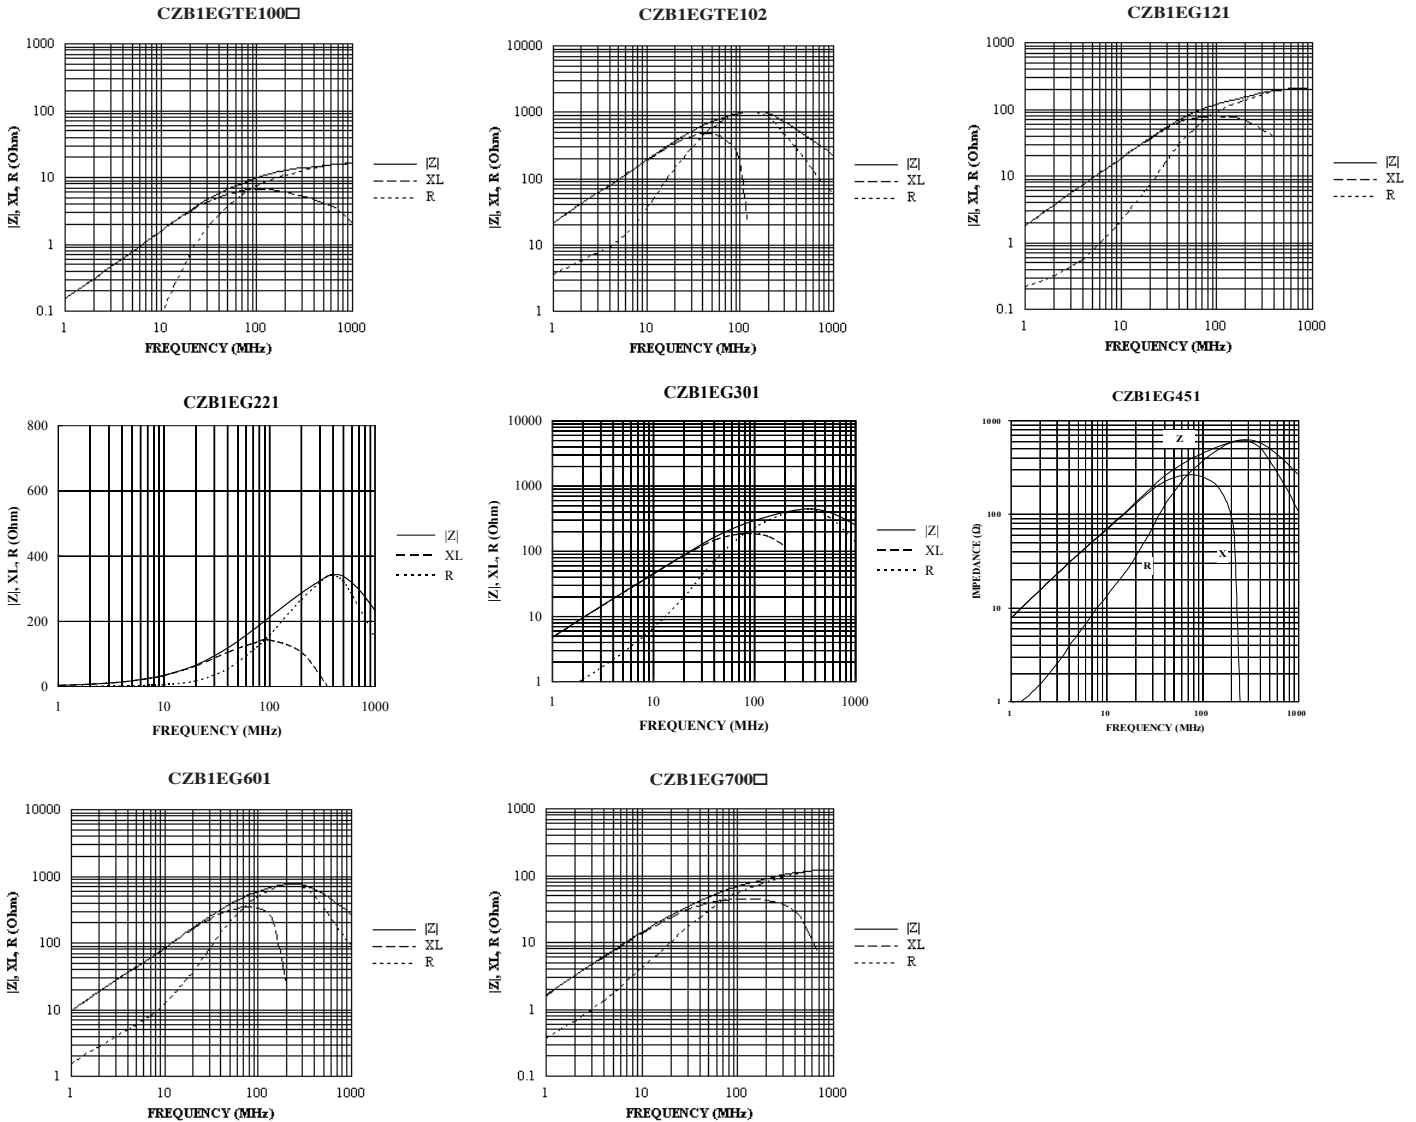 CZB1EGTE100□
1000
100
10
1
0.1
|Z|, XL, R (Ohm)
1 10 100 1000
FREQUENCY (MHz)
|Z|
XL
R
CZB1EGTE102
10000
1000
100
10
1
|Z|, XL, R (Ohm)
1 10 100 1000
FREQUENCY (MHz)
|Z|
XL
R
CZB1EG121
1000
100
10
1
0.1
|Z|, XL, R (Ohm)
1 10 100 1000
FREQUENCY (MHz)
|Z|
XL
R
CZB1EG221
800
600
400
200
0
|Z|, XL, R (Ohm)
1 10 100 1000
FREQUENCY (MHz)
|Z|
XL
R
CZB1EG301
10000
1000
100
10
1
|Z|, XL, R (Ohm)
1 10 100 1000
FREQUENCY (MHz)
|Z|
XL
R
CZB1EG451
1000
100
10
1
IMPEDANCE (Ω)
Z
R
X
1 10 100 1000
FREQUENCY (MHz)
CZB1EG601
10000
1000
100
10
1
|Z|, XL, R (Ohm)
1 10 100 1000
FREQUENCY (MHz)
|Z|
XL
R
CZB1EG700□
1000
100
10
1
0.1
|Z|, XL, R (Ohm)
1 10 100 1000
FREQUENCY (MHz)
|Z|
XL
R